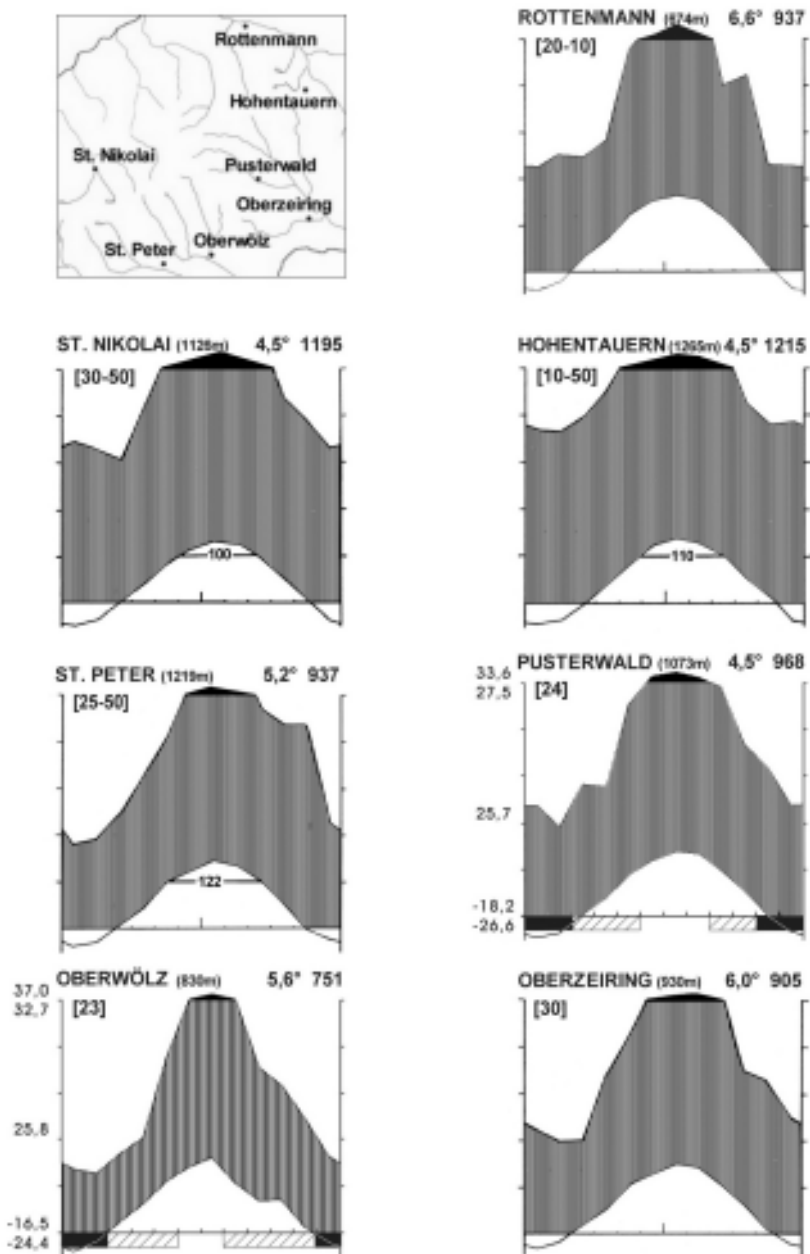 Rottenmann
Hohentauern
St. Nikolai
Pusterwald
Oberzeiring
St. Peter
Oberwölz
ROTTENMANN (674m) 6,6° 937
[20-10]
ST. NIKOLAI (1126m) 4,5° 1195
[30-50]
100
HOHENTAUERN (1265m) 4,5° 1215
[10-50]
110
ST. PETER (1219m) 5,2° 937
[25-50]
122
PUSTERWALD (1073m) 4,5° 968
33,6
27,5
[24]
25,7
-18,2
-26,6
OBERWÖLZ (830m) 5,6° 751
37,0
32,7
[23]
25,8
-16,5
-24,4
OBERZEIRING (930m) 6,0° 905
[30]